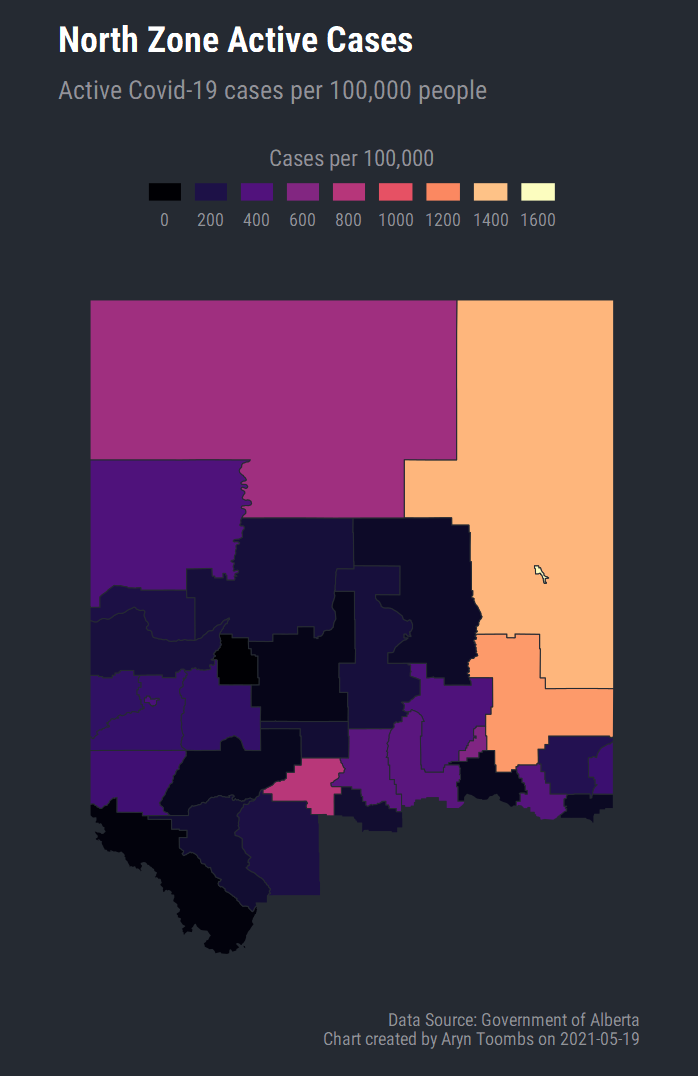 North Zone Active Cases
Active Covid-19 cases per 100,000 people
Cases per 100,000
0 200 400 600 800 1000 1200 1400 1600
Data Source: Government of Alberta
Chart created by Aryn Toombs on 2021-05-19